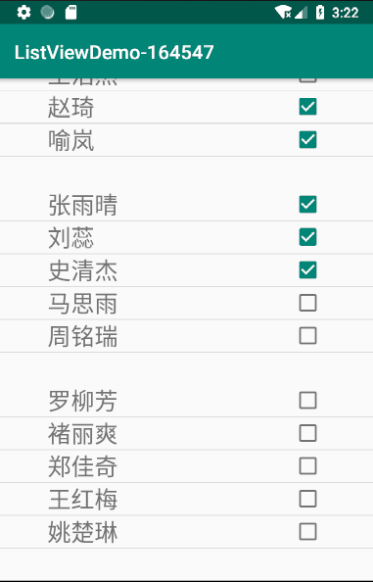 3:22
ListViewDemo-164547
赵琦
喻岚
张雨晴
刘蕊
史清杰
马思雨
周铭瑞
罗柳芳
褚丽爽
郑佳奇
王红梅
姚楚琳